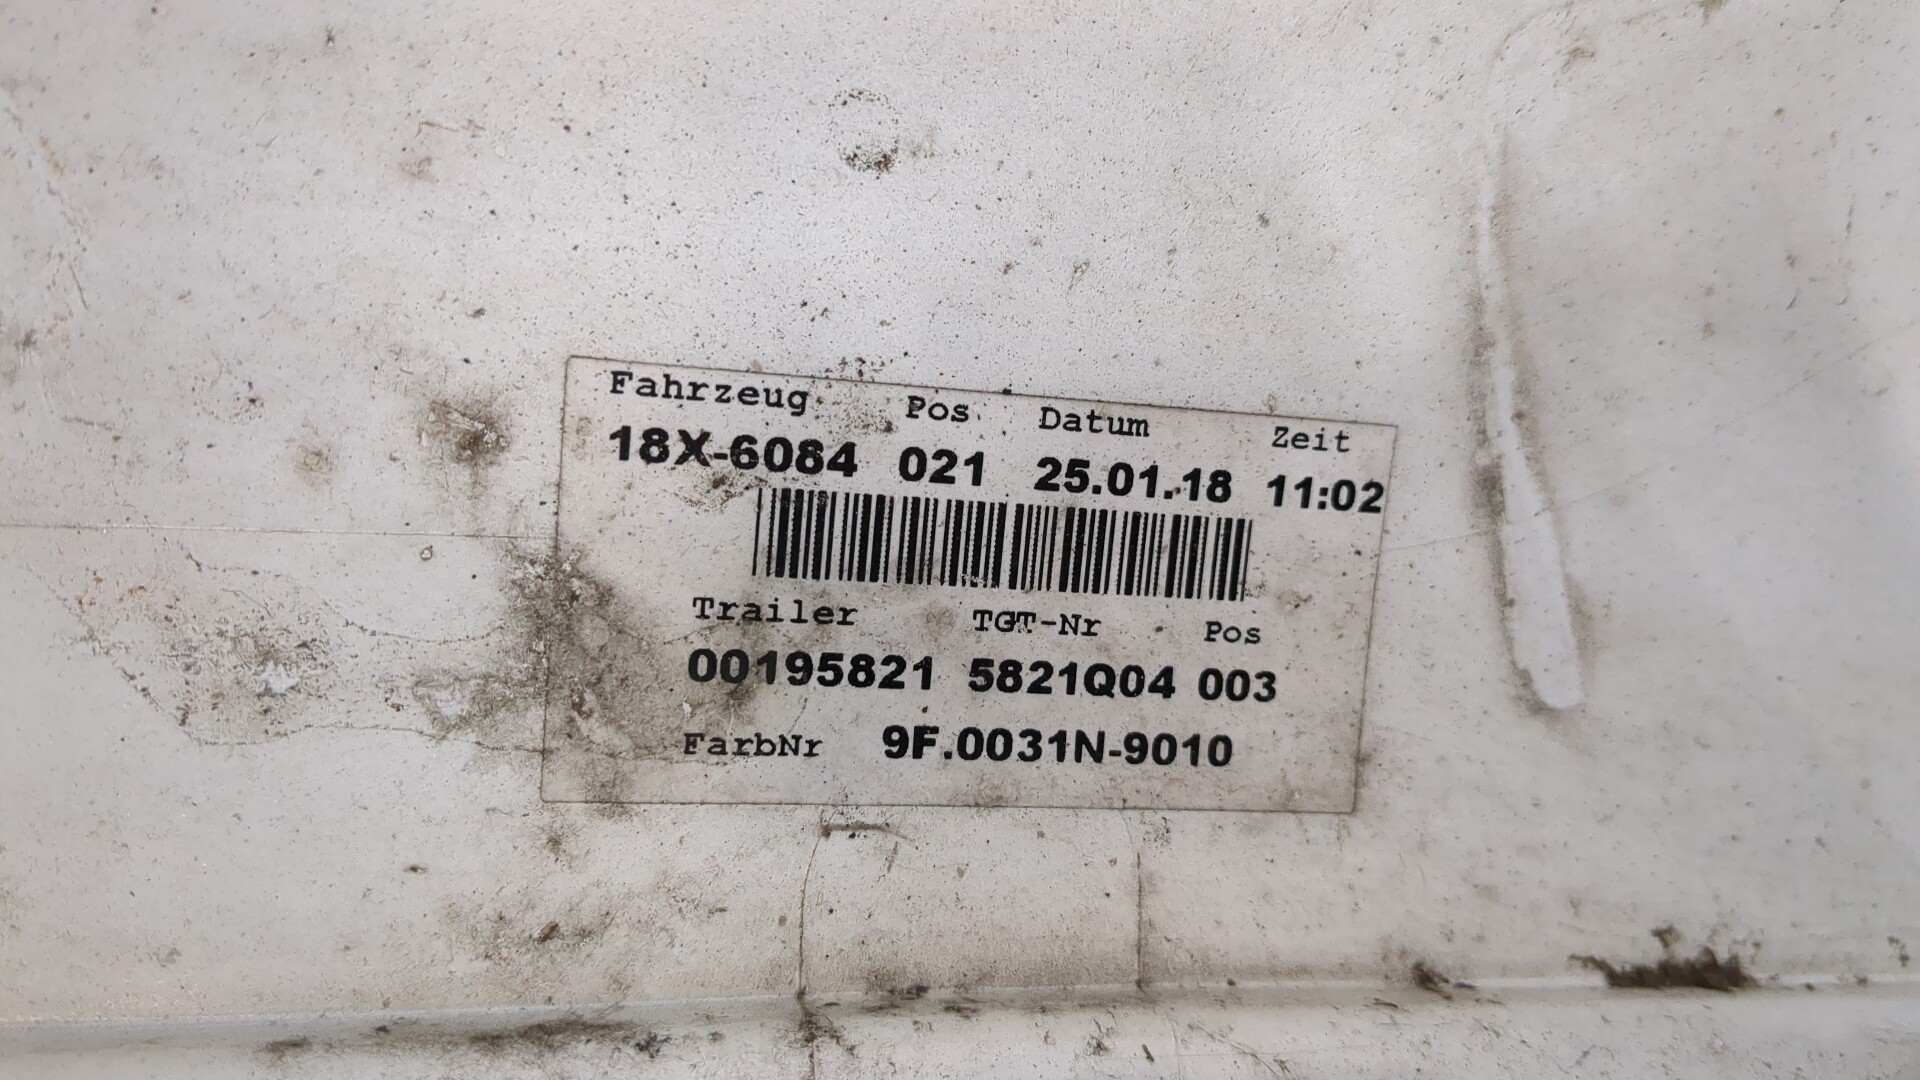 Fahrzeug Pos Datum Zeit
18X-6084 021 25.01.18 11:02
Trailer TGT-Nr Pos
00195821 5821Q04 003
FarbNr 9F.0031N-9010